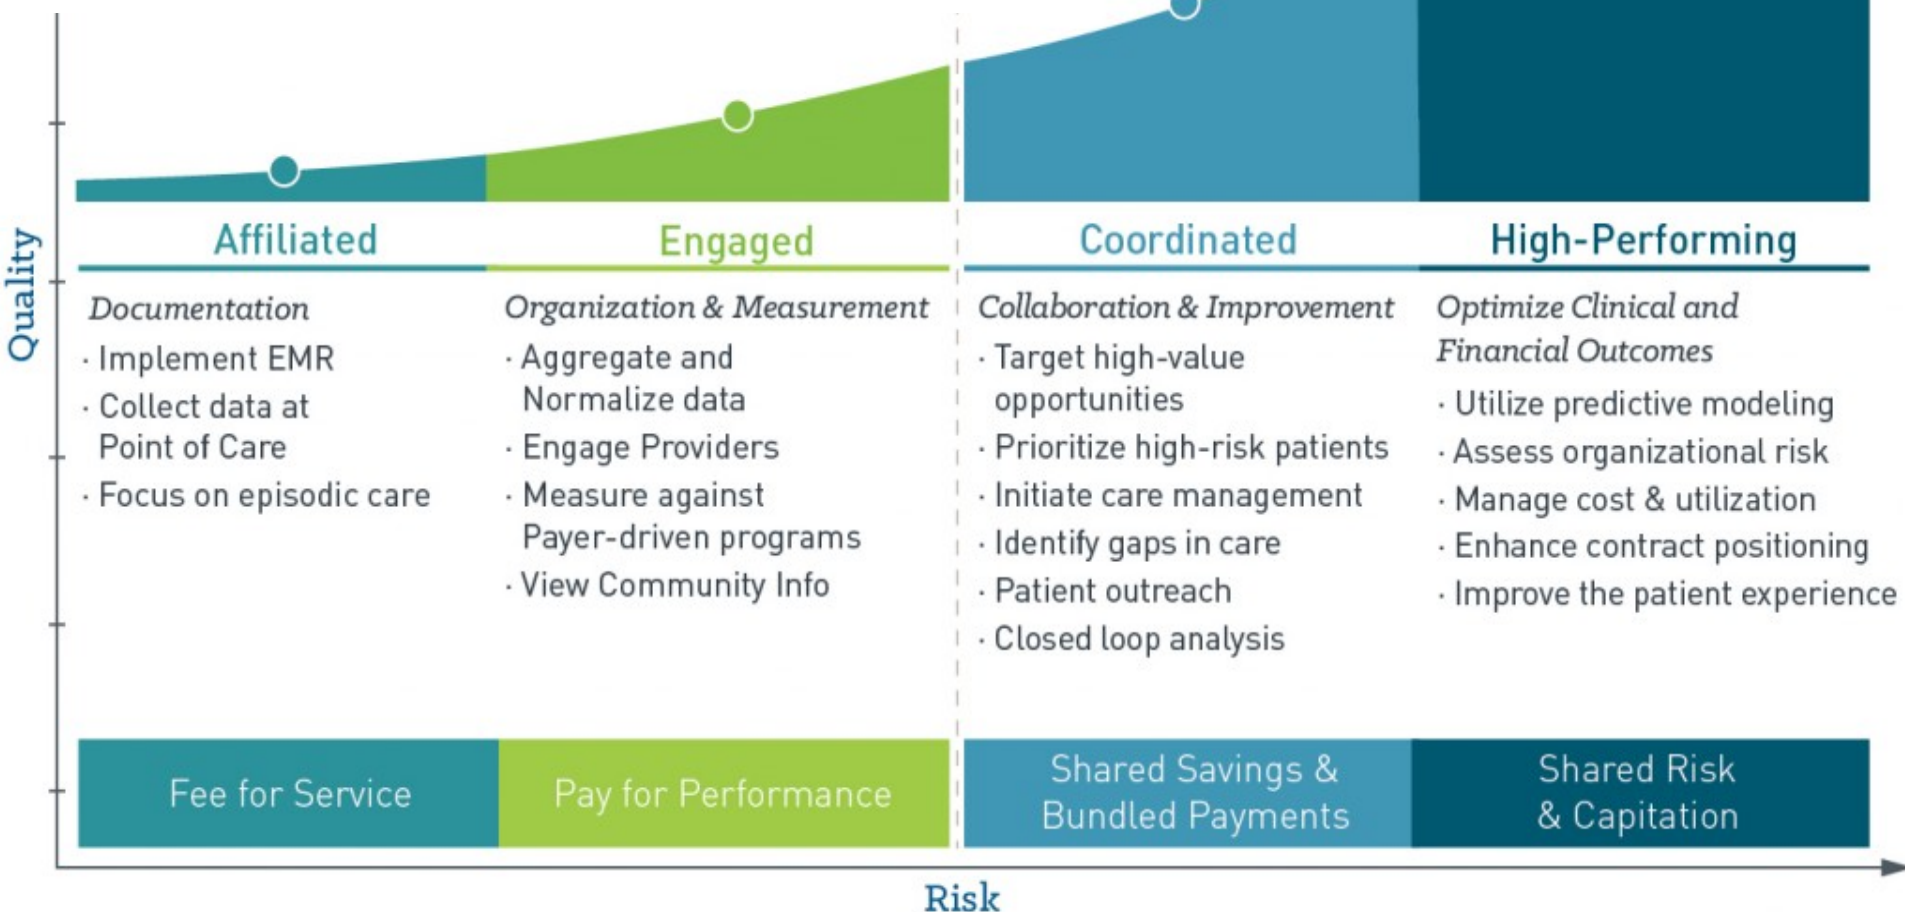 Quality
Affiliated
Documentation
· Implement EMR
· Collect data at
Point of Care
· Focus on episodic care
Fee for Service
Engaged
Organization & Measurement
· Aggregate and
Normalize data
· Engage Providers
· Measure against
Payer-driven programs
· View Community Info
Pay for Performance
Coordinated
Collaboration & Improvement
· Target high-value
opportunities
· Prioritize high-risk patients
· Initiate care management
· Identify gaps in care
· Patient outreach
· Closed loop analysis
Shared Savings &
Bundled Payments
High-Performing
Optimize Clinical and
Financial Outcomes
· Utilize predictive modeling
· Assess organizational risk
· Manage cost & utilization
· Enhance contract positioning
· Improve the patient experience
Shared Risk
& Capitation
Risk